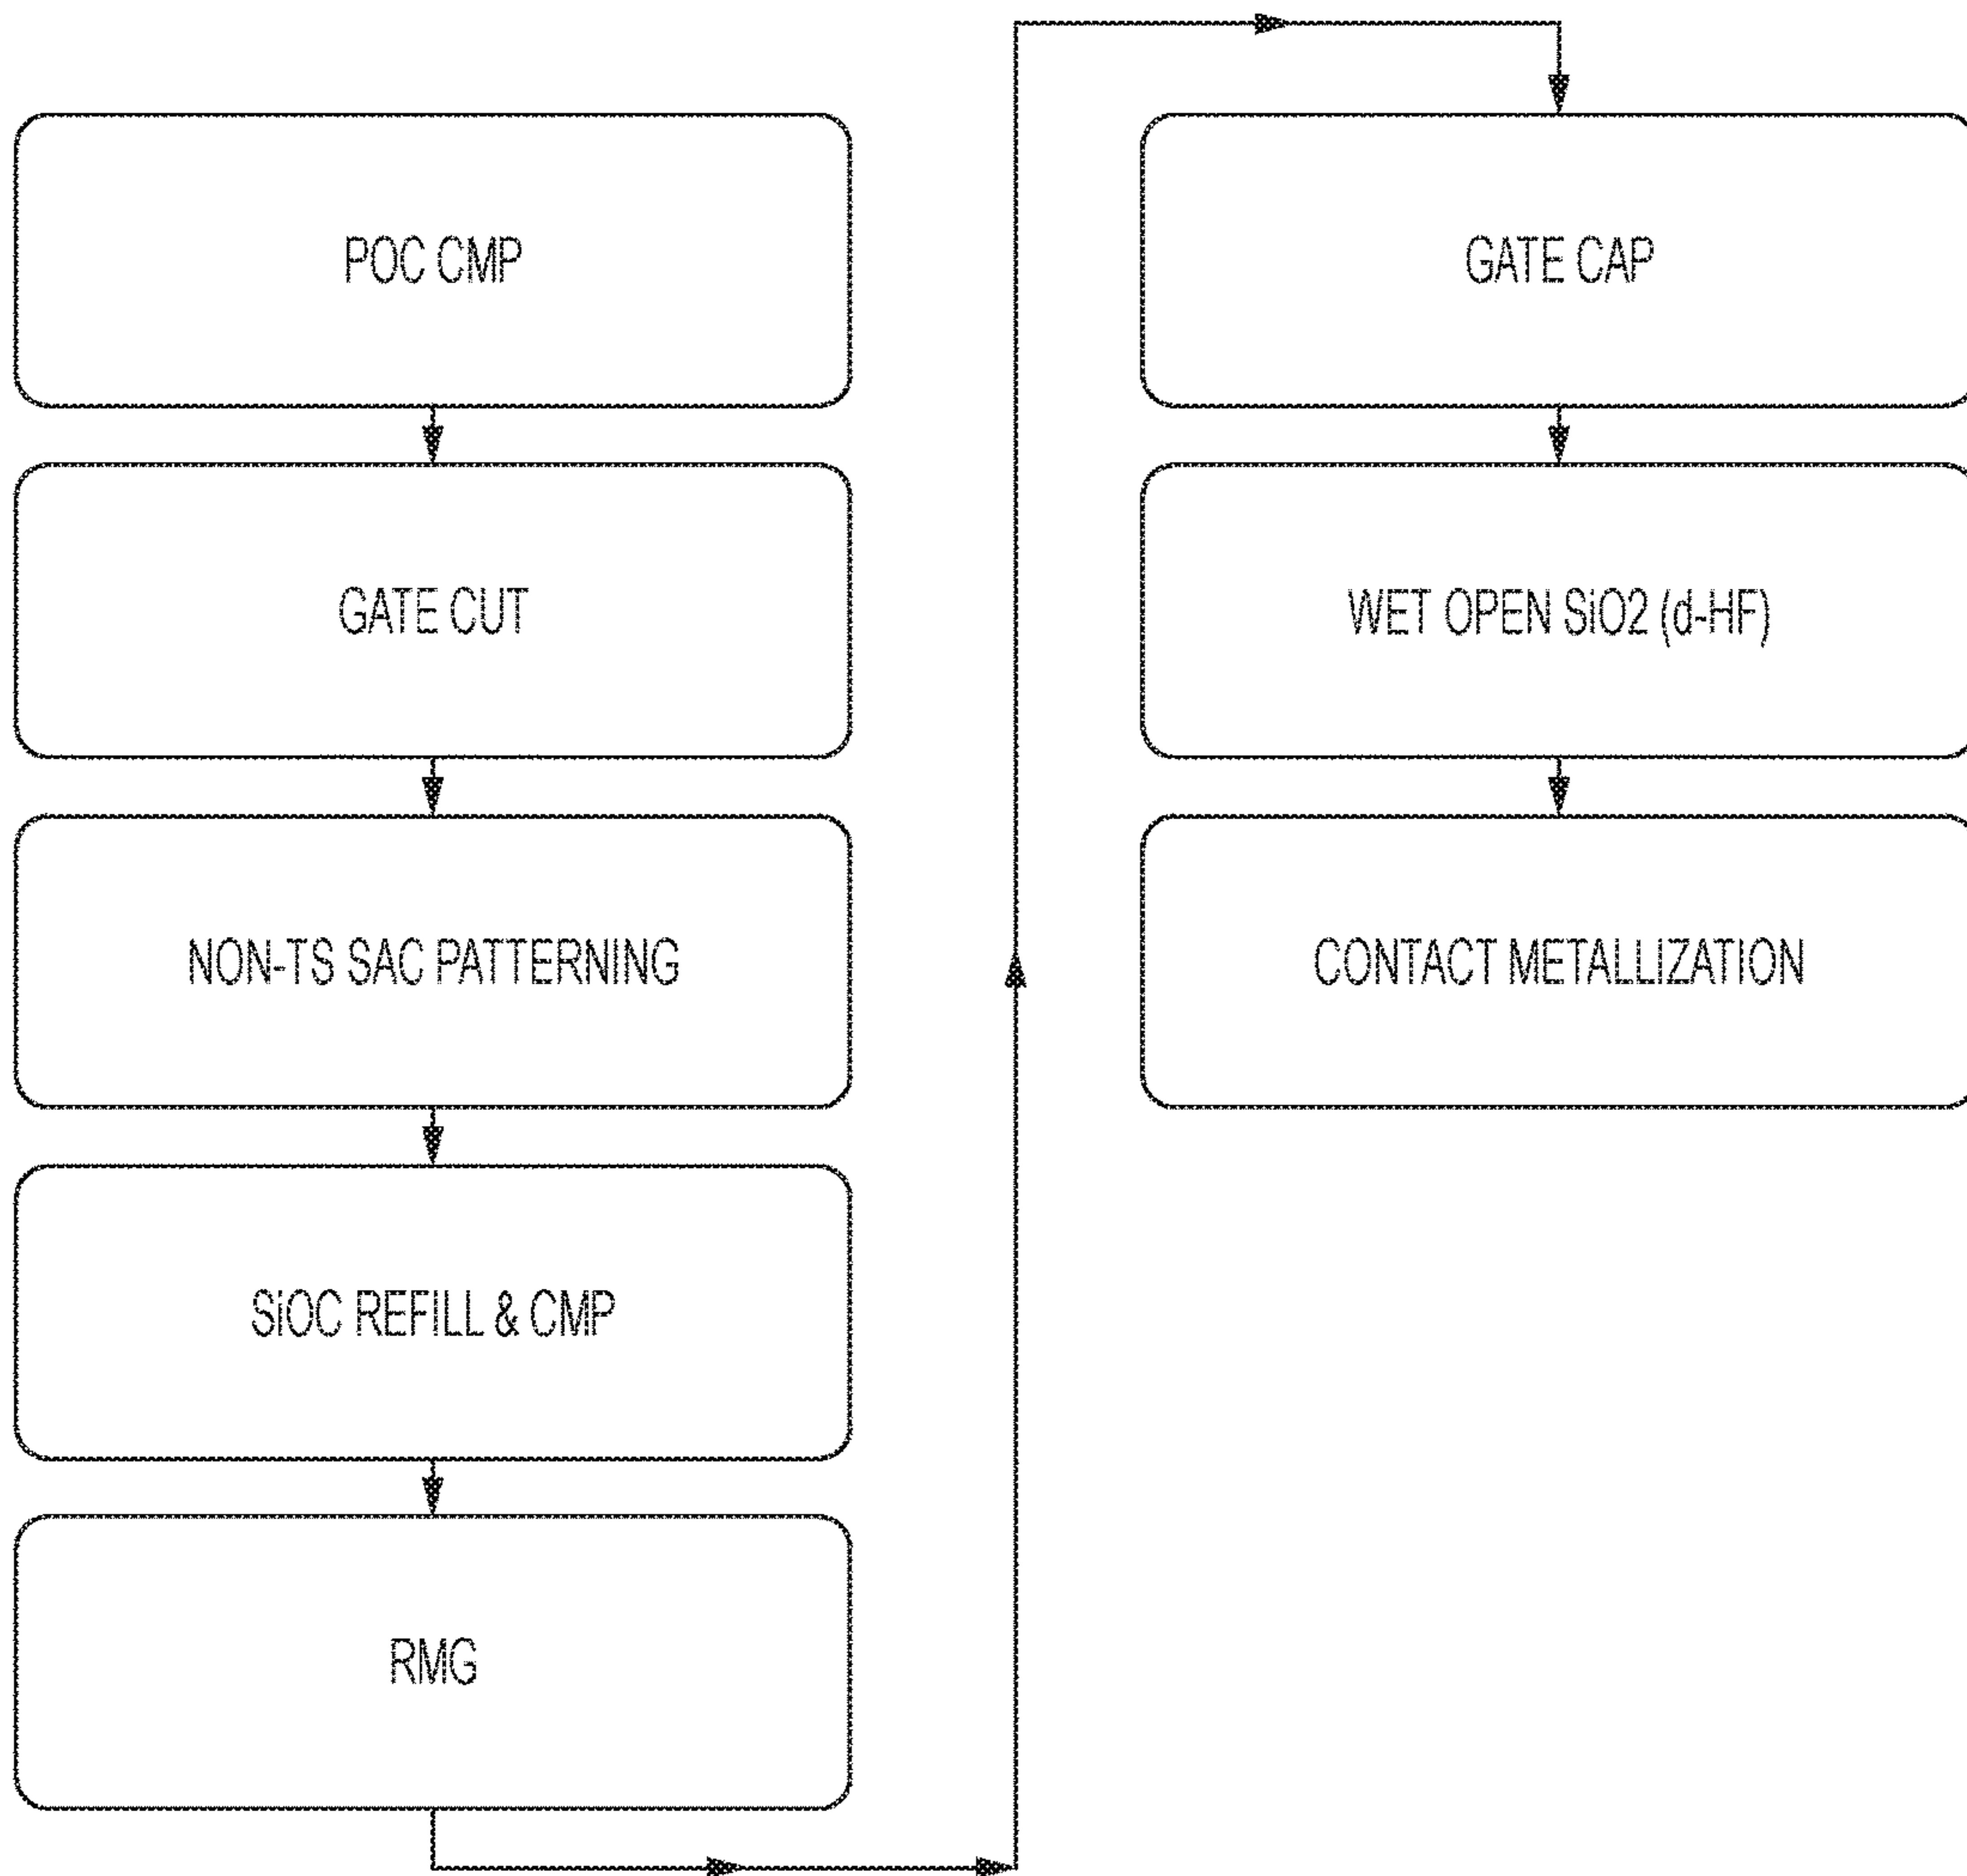 POC CMP
GATE CUT
NON-TS SAC PATTERNING
SiOC REFILL & CMP
RMG
GATE CAP
WET OPEN SiO2 (d-HF)
CONTACT METALLIZATION